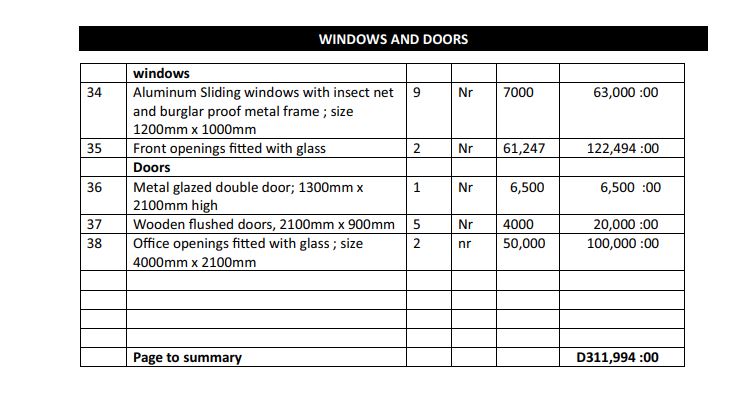 WINDOWS AND DOORS
windows
34 Aluminum Sliding windows with insect net 9 Nr 7000 63,000 :00
and burglar proof metal frame ; size
1200mm x 1000mm
35 Front openings fitted with glass 2 Nr 61,247 122,494 :00
Doors
36 Metal glazed double door; 1300mm x 1 Nr 6,500 6,500 :00
2100mm high
37 Wooden flushed doors, 2100mm x 900mm 5 Nr 4000 20,000 :00
38 Office openings fitted with glass ; size 2 nr 50,000 100,000 :00
4000mm x 2100mm
Page to summary D311,994 :00